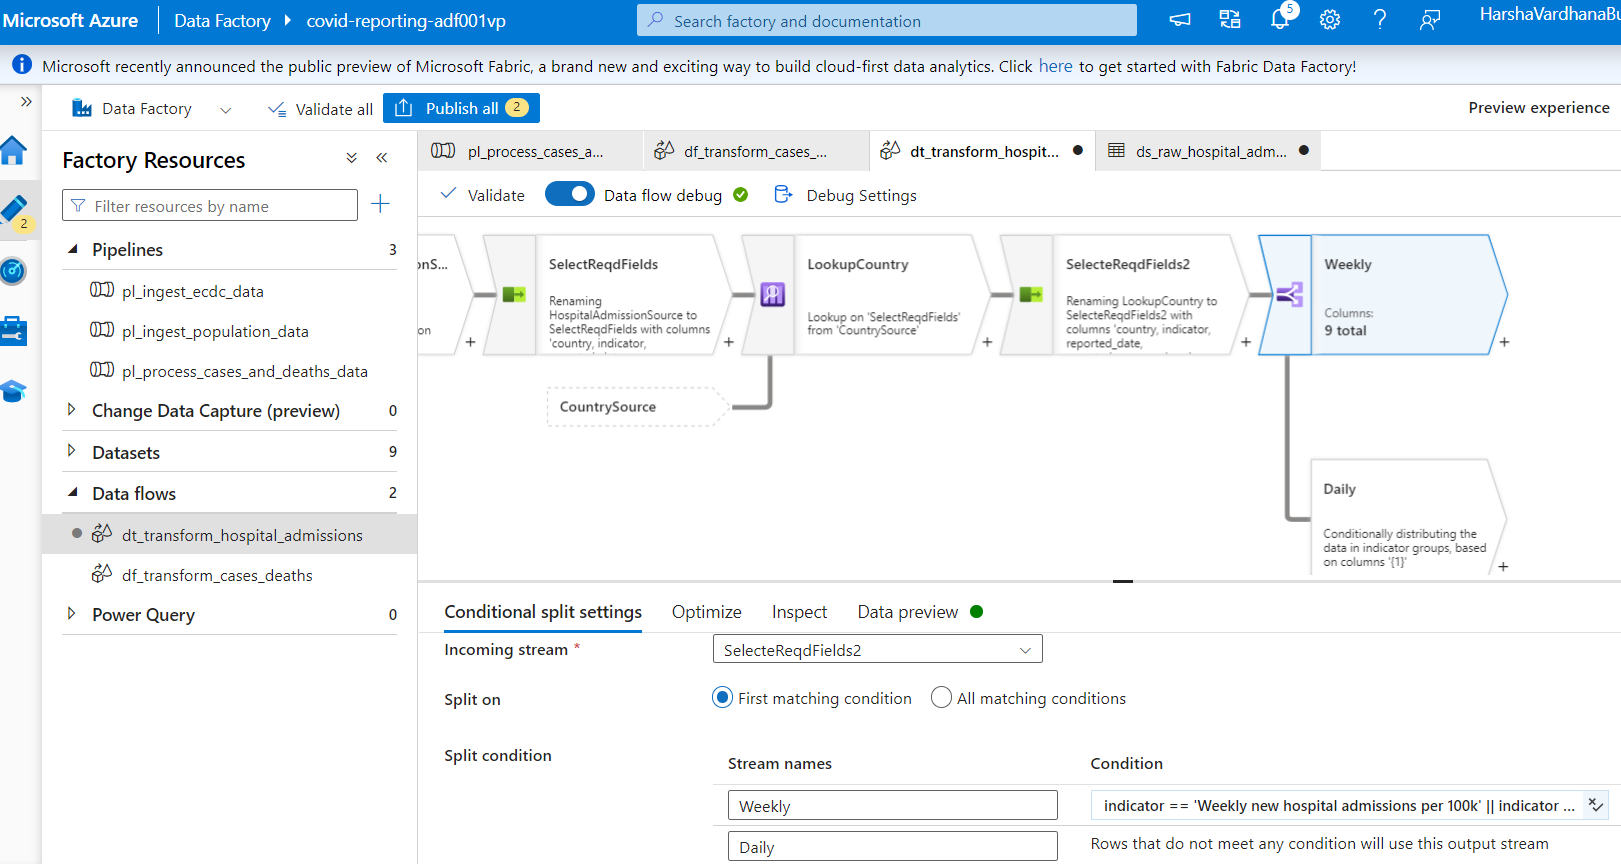 Microsoft Azure
Data Factory
covid-reporting-adf001vp
Search factory and documentation
5
HarshaVardhanaBu
Microsoft recently announced the public preview of Microsoft Fabric, a brand new and exciting way to build cloud-first data analytics. Click here to get started with Fabric Data Factory!
Data Factory
Validate all
Publish all 2
Preview experience
2
Factory Resources
Filter resources by name
Pipelines 3
pl_ingest_ecdc_data
pl_ingest_population_data
pl_process_cases_and_deaths_data
Change Data Capture (preview) 0
Datasets 9
Data flows 2
dt_transform_hospital_admissions
df_transform_cases_deaths
Power Query 0
pl_process_cases_a...
df_transform_cases_...
dt_transform_hospit...
ds_raw_hospital_adm...
Validate
Data flow debug
Debug Settings
onS...
on
+
SelectReqdFields
Renaming
HospitalAdmissionSource to
SelectReqdFields with columns
'country, indicator,
+
LookupCountry
Lookup on 'SelectReqdFields'
from 'CountrySource'
+
CountrySource
SelecteReqdFields2
Renaming LookupCountry to
SelecteReqdFields2 with
columns 'country, indicator,
reported_date,
+
Weekly
Columns:
9 total
+
Daily
Conditionally distributing the
data in indicator groups, based
on columns '{1}'
+
Conditional split settings
Optimize
Inspect
Data preview
Incoming stream *
SelecteReqdFields2
Split on
First matching condition
All matching conditions
Split condition
Stream names
Condition
Weekly
indicator == 'Weekly new hospital admissions per 100k' || indicator ...
Daily
Rows that do not meet any condition will use this output stream